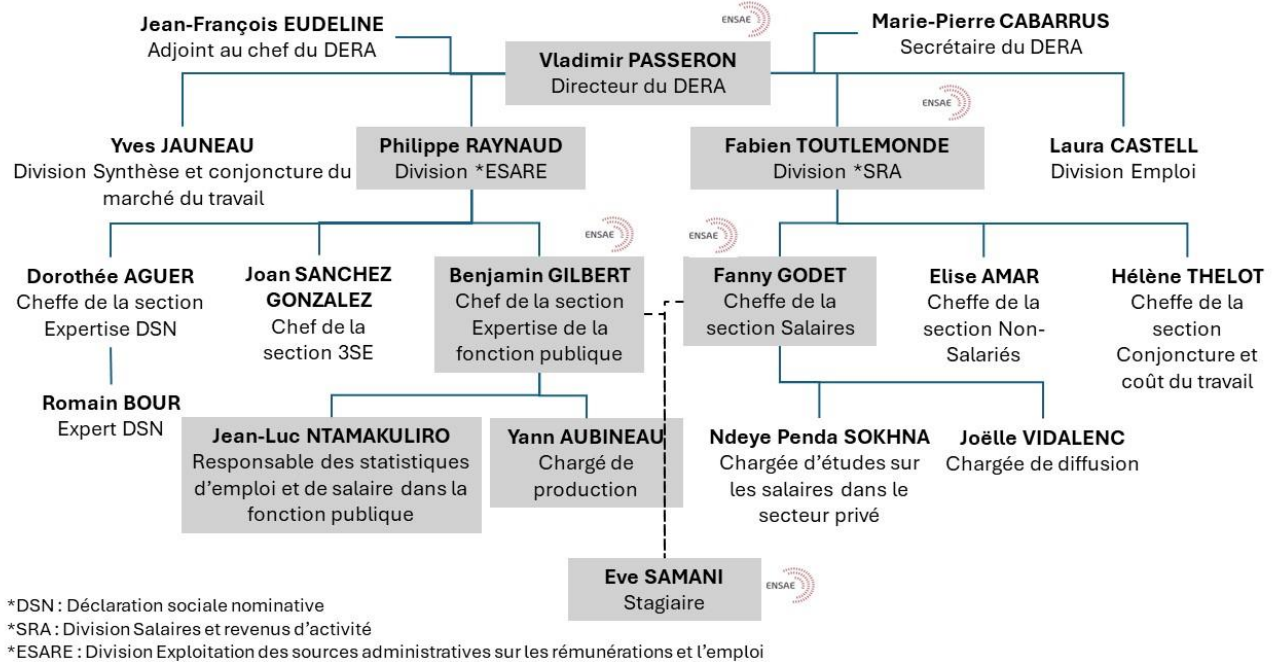 Jean-François EUDELINE
Adjoint au chef du DERA
ENSAE
Marie-Pierre CABARRUS
Secrétaire du DERA
Vladimir PASSERON
Directeur du DERA
ENSAE
Yves JAUNEAU
Division Synthèse et conjoncture du
marché du travail
Philippe RAYNAUD
Division *ESARE
Fabien TOUTLEMONDE
Division *SRA
Laura CASTELL
Division Emploi
ENSAE
ENSAE
Dorothée AGUER
Cheffe de la section
Expertise DSN
Joan SANCHEZ
GONZALEZ
Chef de la
section 3SE
Benjamin GILBERT
Chef de la section
Expertise de la
fonction publique
Fanny GODET
Cheffe de la
section Salaires
Elise AMAR
Cheffe de la
section Non-
Salariés
Hélène THELOT
Cheffe de la
section
Conjoncture et
coût du travail
Romain BOUR
Expert DSN
Jean-Luc NTAMAKULIRO
Responsable des statistiques
d'emploi et de salaire dans la
fonction publique
Yann AUBINEAU
Chargé de
production
Ndeye Penda SOKHNA
Chargée d'études sur
les salaires dans le
secteur privé
Joëlle VIDALENC
Chargée de diffusion
Eve SAMANI
Stagiaire
ENSAE
*DSN : Déclaration sociale nominative
*SRA : Division Salaires et revenus d'activité
*ESARE : Division Exploitation des sources administratives sur les rémunérations et l'emploi